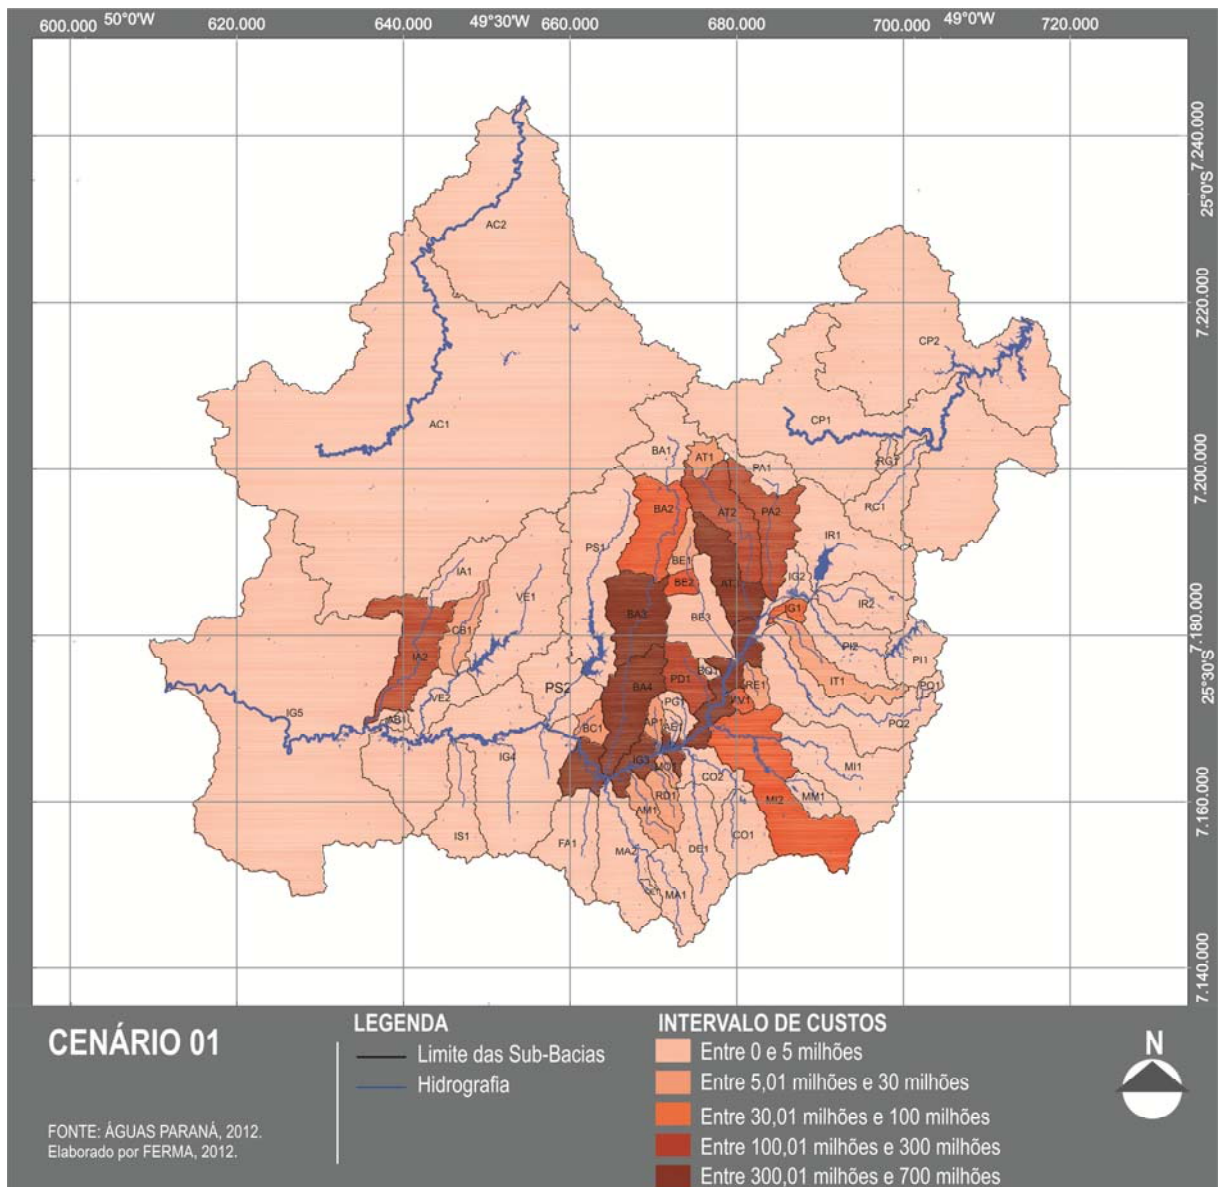 50°0'W 49°30'W 49°0'W
600.000 620.000 640.000 660.000 680.000 700.000 720.000
7.240.000
25°0'S
7.220.000
7.200.000
7.180.000
25°30'S
7.160.000
7.140.000
AC2
CP2
AC1
CP1
BA1
AT1
RG1
PA1
BA2
AT2
PA2
RC1
PS1
IR1
BE1
IA1
BE2
AT3
IG2
VE1
IR2
BA3
BE3
IG1
CB1
PI2
IA2
PI1
BQ1
PD1
IT1
PS2
BA4
RE1
PQ1
VE2
PG1
KV1
IG5
AB1
PQ2
BC1
AP1
AE1
IG4
IG3
MO1
MI1
CO2
RD1
MM1
MI2
AM1
IS1
CO1
FA1
MA2
DE1
MA1
CENÁRIO 01
FONTE: ÁGUAS PARANÁ, 2012.
Elaborado por FERMA, 2012.
LEGENDA
Limite das Sub-Bacias
Hidrografia
INTERVALO DE CUSTOS
Entre 0 e 5 milhões
Entre 5,01 milhões e 30 milhões
Entre 30,01 milhões e 100 milhões
Entre 100,01 milhões e 300 milhões
Entre 300,01 milhões e 700 milhões
N